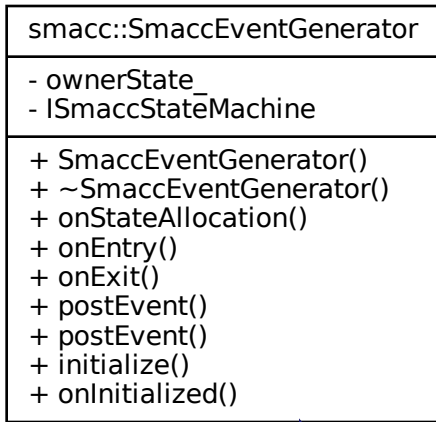 smacc::SmaccEventGenerator
- ownerState_
- ISmaccStateMachine
+ SmaccEventGenerator()
+ ~SmaccEventGenerator()
+ onStateAllocation()
+ onEntry()
+ onExit()
+ postEvent()
+ postEvent()
+ initialize()
+ onInitialized()